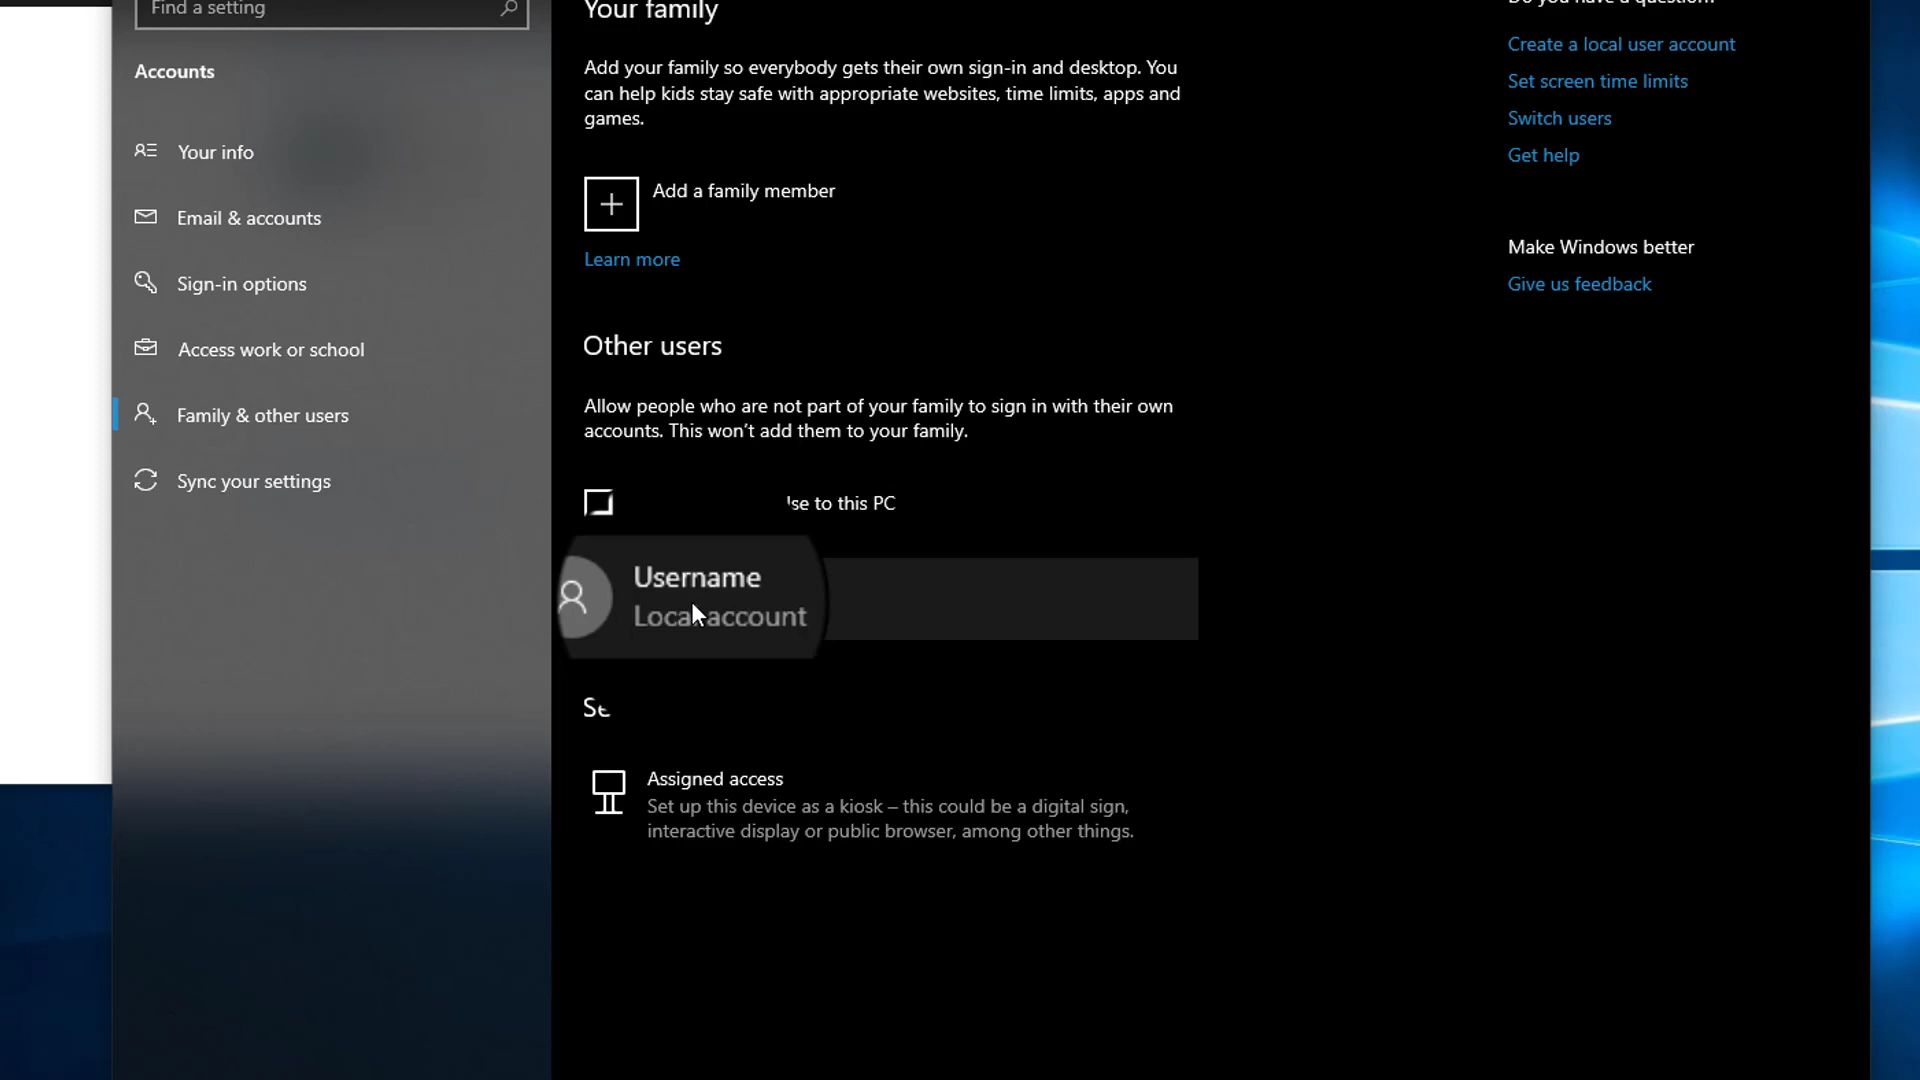 Find a setting
Accounts
Your info
Email & accounts
Sign-in options
Access work or school
Family & other users
Sync your settings
Your family
Add your family so everybody gets their own sign-in and desktop. You
can help kids stay safe with appropriate websites, time limits, apps and
games.
Add a family member
Learn more
Other users
Allow people who are not part of your family to sign in with their own
accounts. This won't add them to your family.
to this PC
Username
Local account
Assigned access
Set up this device as a kiosk – this could be a digital sign,
interactive display or public browser, among other things.
Do you have a question?
Create a local user account
Set screen time limits
Switch users
Get help
Make Windows better
Give us feedback